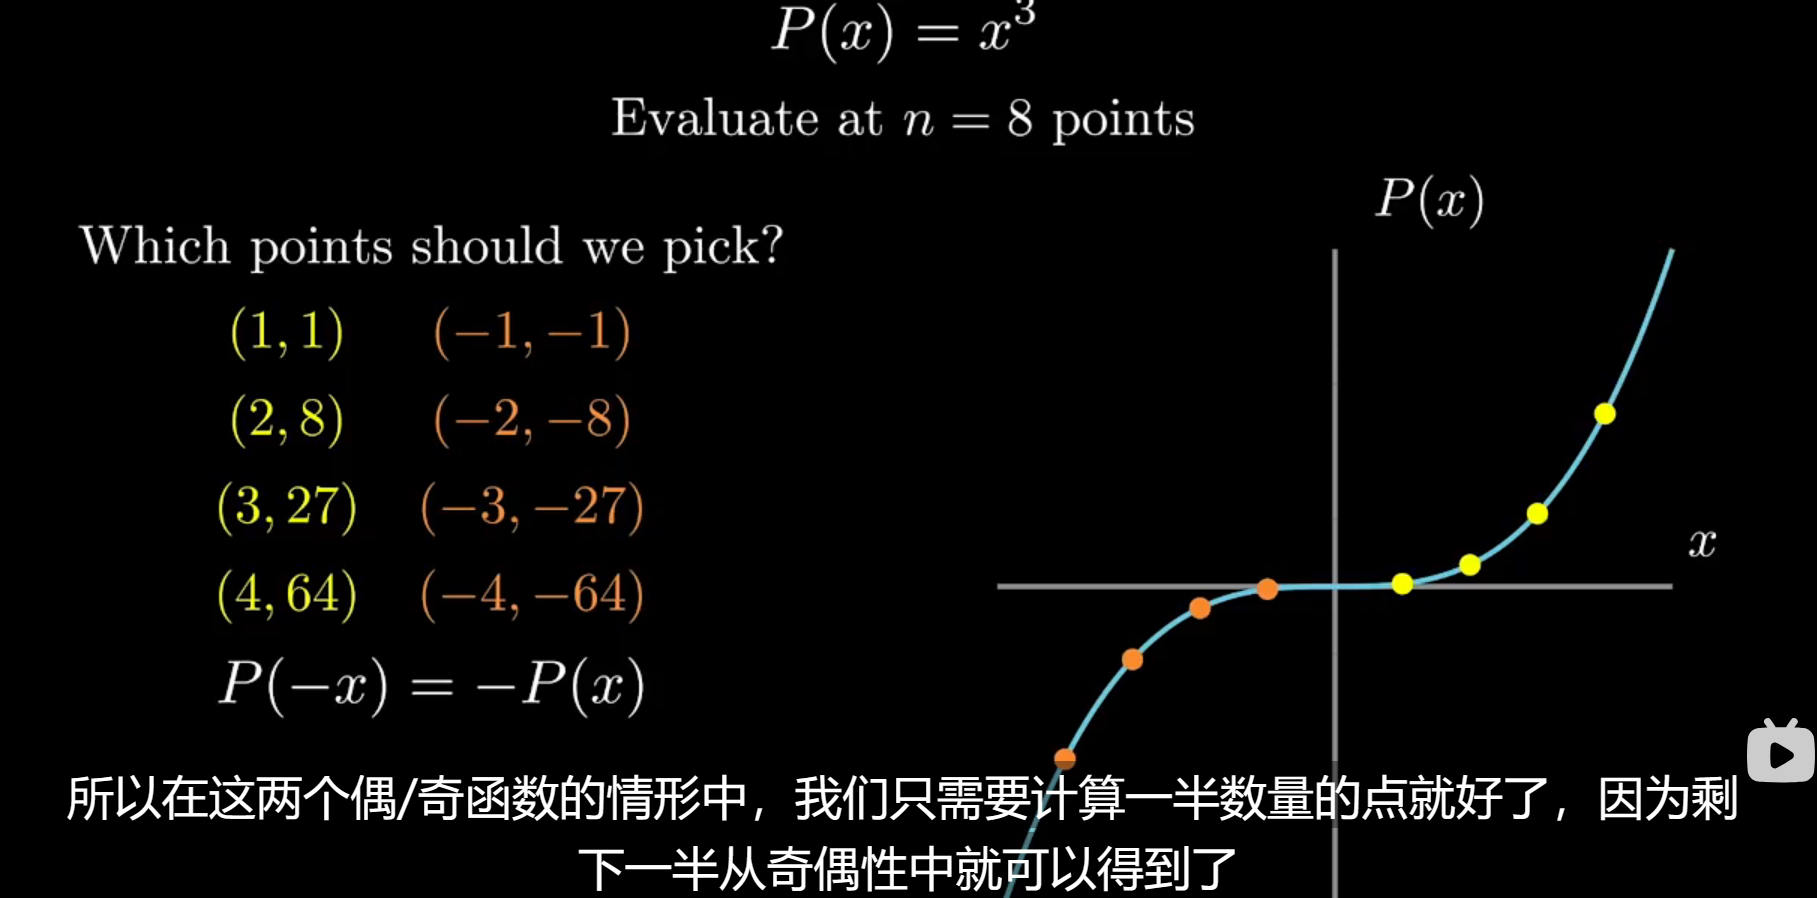 P(x) = x³
Evaluate at n = 8 points
P(x)
Which points should we pick?
(1, 1) (−1, −1)
(2, 8) (−2, −8)
(3, 27) (−3, −27)
x
(4, 64) (−4, −64)
P(−x) = −P(x)
所以在这两个偶/奇函数的情形中，我们只需要计算一半数量的点就好了，因为剩
下一半从奇偶性中就可以得到了